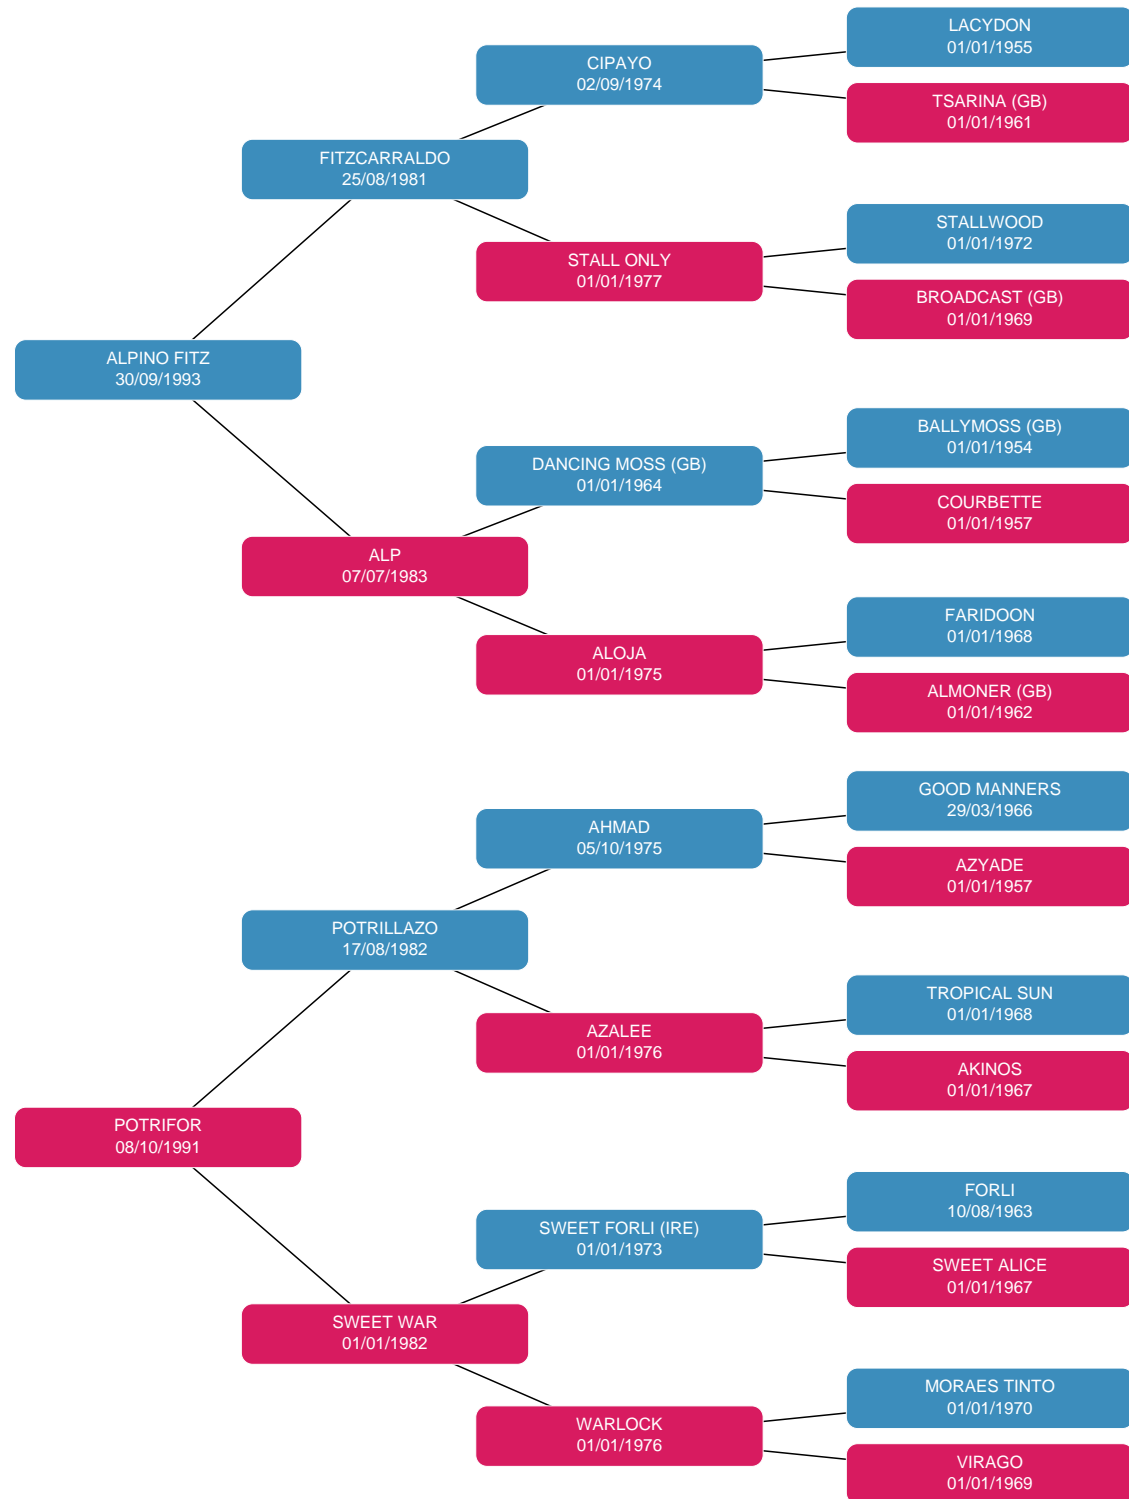 LACYDON
01/01/1955
CIPAYO
02/09/1974
TSARINA (GB)
01/01/1961
FITZCARRALDO
25/08/1981
STALLWOOD
01/01/1972
STALL ONLY
01/01/1977
BROADCAST (GB)
01/01/1969
ALPINO FITZ
30/09/1993
BALLYMOSS (GB)
01/01/1954
DANCING MOSS (GB)
01/01/1964
COURBETTE
01/01/1957
ALP
07/07/1983
FARIDOON
01/01/1968
ALOJA
01/01/1975
ALMONER (GB)
01/01/1962
GOOD MANNERS
29/03/1966
AHMAD
05/10/1975
AZYADE
01/01/1957
POTRILLAZO
17/08/1982
TROPICAL SUN
01/01/1968
AZALEE
01/01/1976
AKINOS
01/01/1967
POTRIFOR
08/10/1991
FORLI
10/08/1963
SWEET FORLI (IRE)
01/01/1973
SWEET ALICE
01/01/1967
SWEET WAR
01/01/1982
MORAES TINTO
01/01/1970
WARLOCK
01/01/1976
VIRAGO
01/01/1969